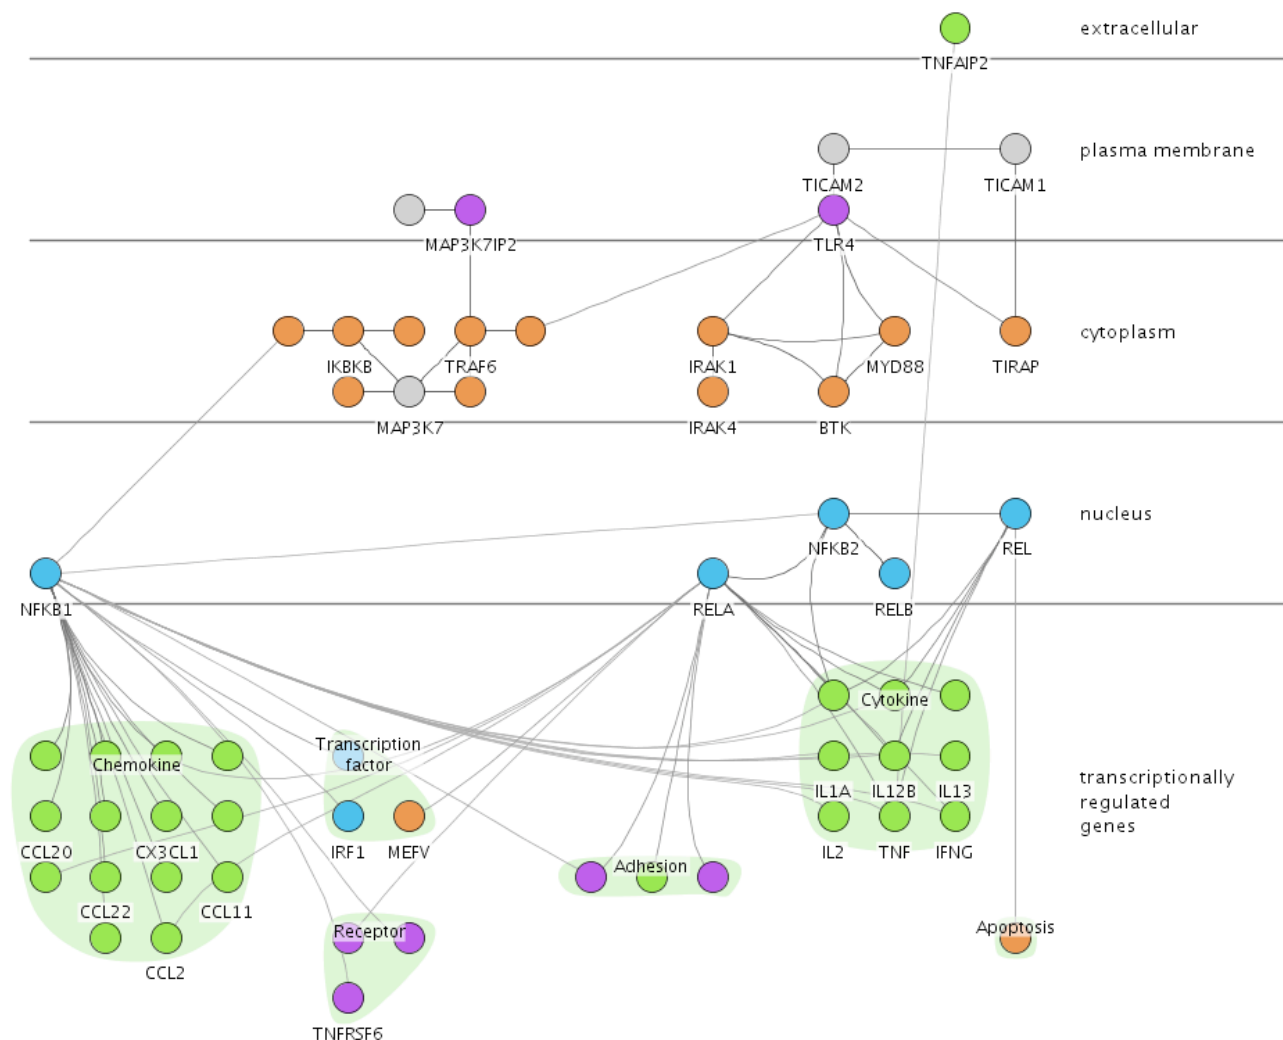 extracellular
TNFAIP2
plasma membrane
TICAM2
TICAM1
MAP3K7IP2
TLR4
cytoplasm
IKBKB
TRAF6
IRAK1
MYD88
TIRAP
MAP3K7
IRAK4
BTK
nucleus
NFKB2
REL
NFKB1
RELA
RELB
Cytokine
Transcription
factor
Chemokine
transcriptionally
regulated
genes
IL1A
IL12B
IL13
CCL20
CX3CL1
IRF1
MEFV
IL2
TNF
IFNG
Adhesion
CCL22
CCL11
Receptor
Apoptosis
CCL2
TNFRSF6